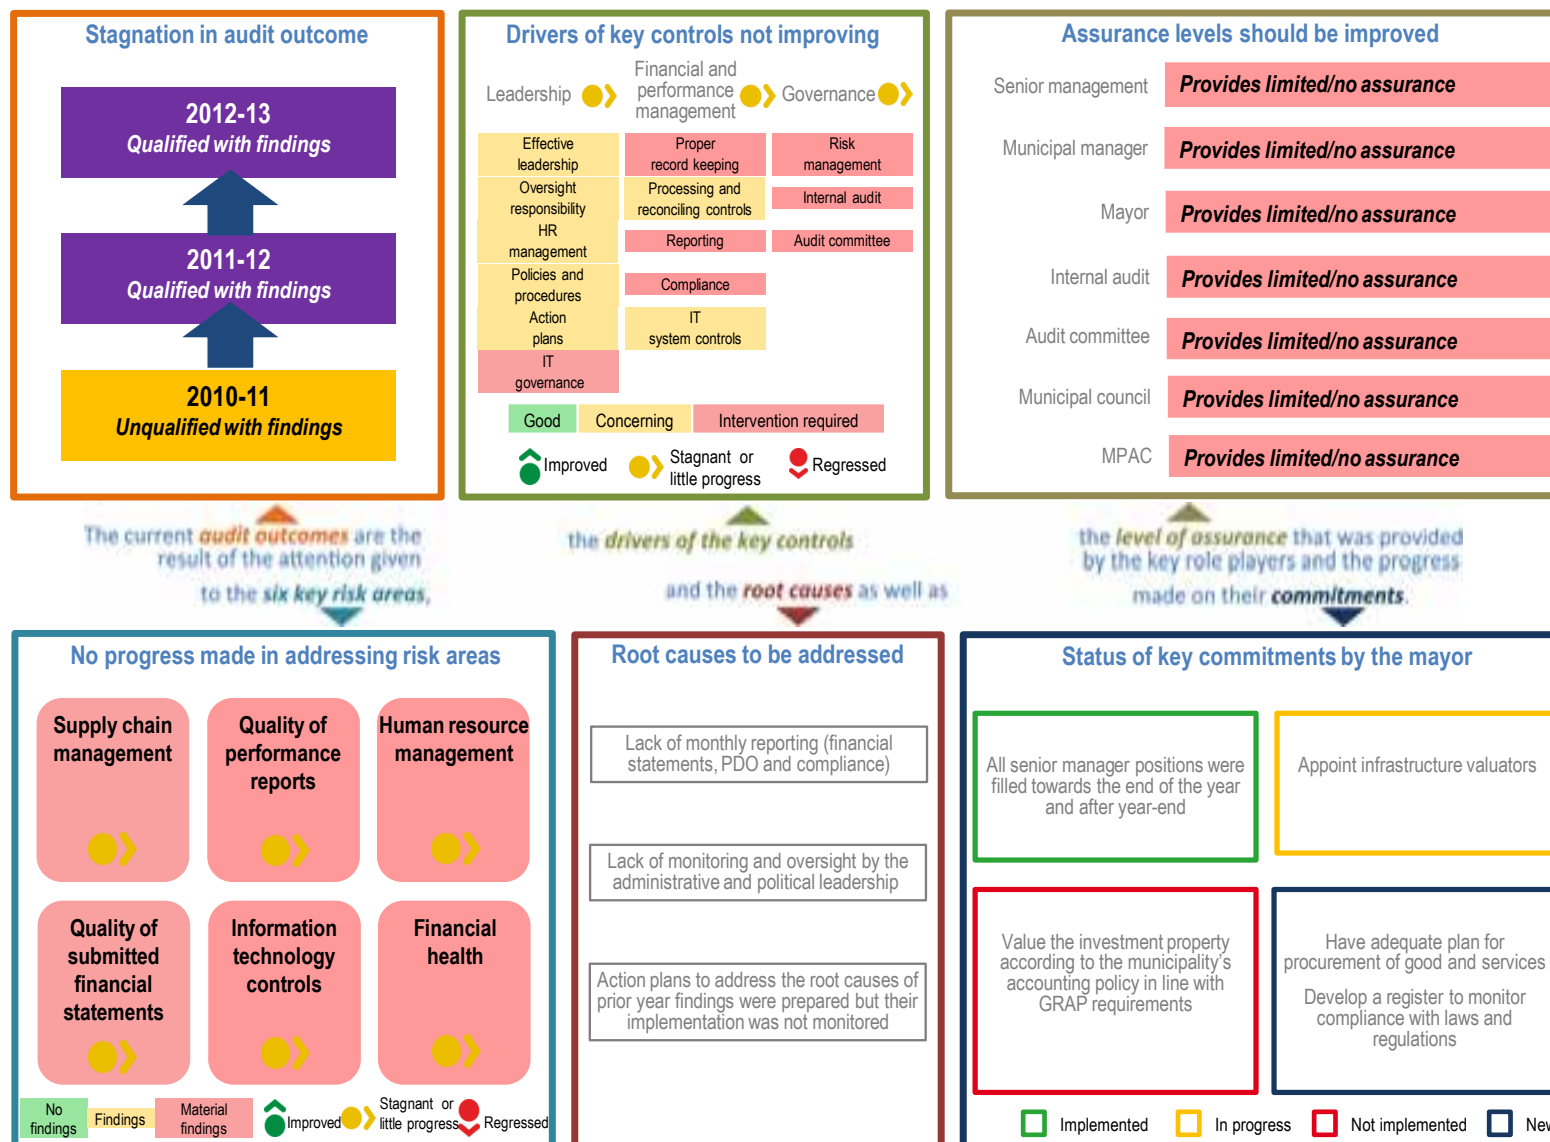 Stagnation in audit outcome
2012-13
Qualified with findings
2011-12
Qualified with findings
2010-11
Unqualified with findings
Drivers of key controls not improving
Leadership
Financial and
performance
management
Governance
Effective
leadership
Oversight
responsibility
HR
management
Policies and
procedures
Action
plans
IT
governance
Proper
record keeping
Processing and
reconciling controls
Reporting
Compliance
IT
system controls
Risk
management
Internal audit
Audit committee
Good
Concerning
Intervention required
Improved
Stagnant or
little progress
Regressed
Assurance levels should be improved
Senior management
Provides limited/no assurance
Municipal manager
Provides limited/no assurance
Mayor
Provides limited/no assurance
Internal audit
Provides limited/no assurance
Audit committee
Provides limited/no assurance
Municipal council
Provides limited/no assurance
MPAC
Provides limited/no assurance
The current audit outcomes are the
result of the attention given
to the six key risk areas,
the drivers of the key controls
and the root causes as well as
the level of assurance that was provided
by the key role players and the progress
made on their commitments.
No progress made in addressing risk areas
Supply chain
management
Quality of
performance
reports
Human resource
management
Quality of
submitted
financial
statements
Information
technology
controls
Financial
health
No
findings
Findings
Material
findings
Improved
Stagnant or
little progress
Regressed
Root causes to be addressed
Lack of monthly reporting (financial
statements, PDO and compliance)
Lack of monitoring and oversight by the
administrative and political leadership
Action plans to address the root causes of
prior year findings were prepared but their
implementation was not monitored
Status of key commitments by the mayor
All senior manager positions were
filled towards the end of the year
and after year-end
Appoint infrastructure valuators
Value the investment property
according to the municipality's
accounting policy in line with
GRAP requirements
Have adequate plan for
procurement of good and services
Develop a register to monitor
compliance with laws and
regulations
Implemented
In progress
Not implemented
New